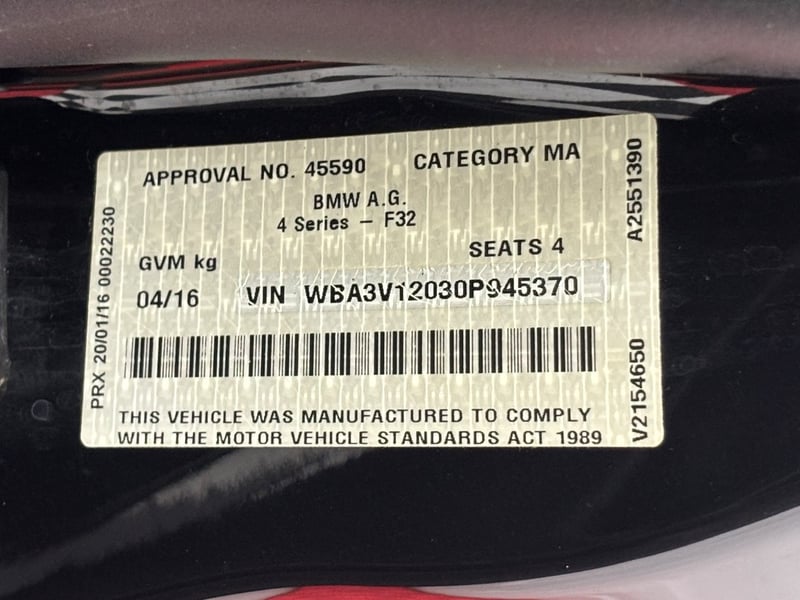 APPROVAL NO. 45590 CATEGORY MA
BMW A.G.
4 Series – F32
SEATS 4
GVM kg
04/16 VIN WBA3V12030P945370
THIS VEHICLE WAS MANUFACTURED TO COMPLY
WITH THE MOTOR VEHICLE STANDARDS ACT 1989
PRX 20/01/16 00022230
A2551390
V2154650